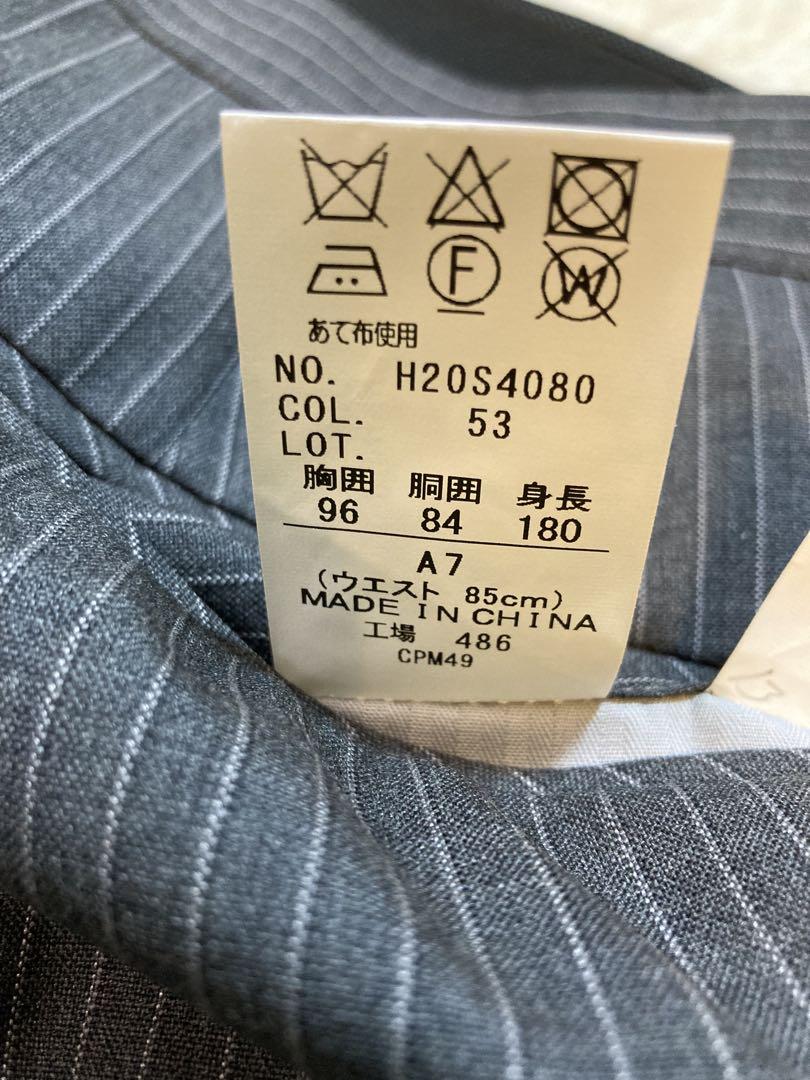 F W
あて布使用
NO. H20S4080
COL. 53
LOT.
胸囲 胴囲 身長
96 84 180
A7
(ウエスト 85cm)
MADE IN CHINA
工場 486
CPM49
13